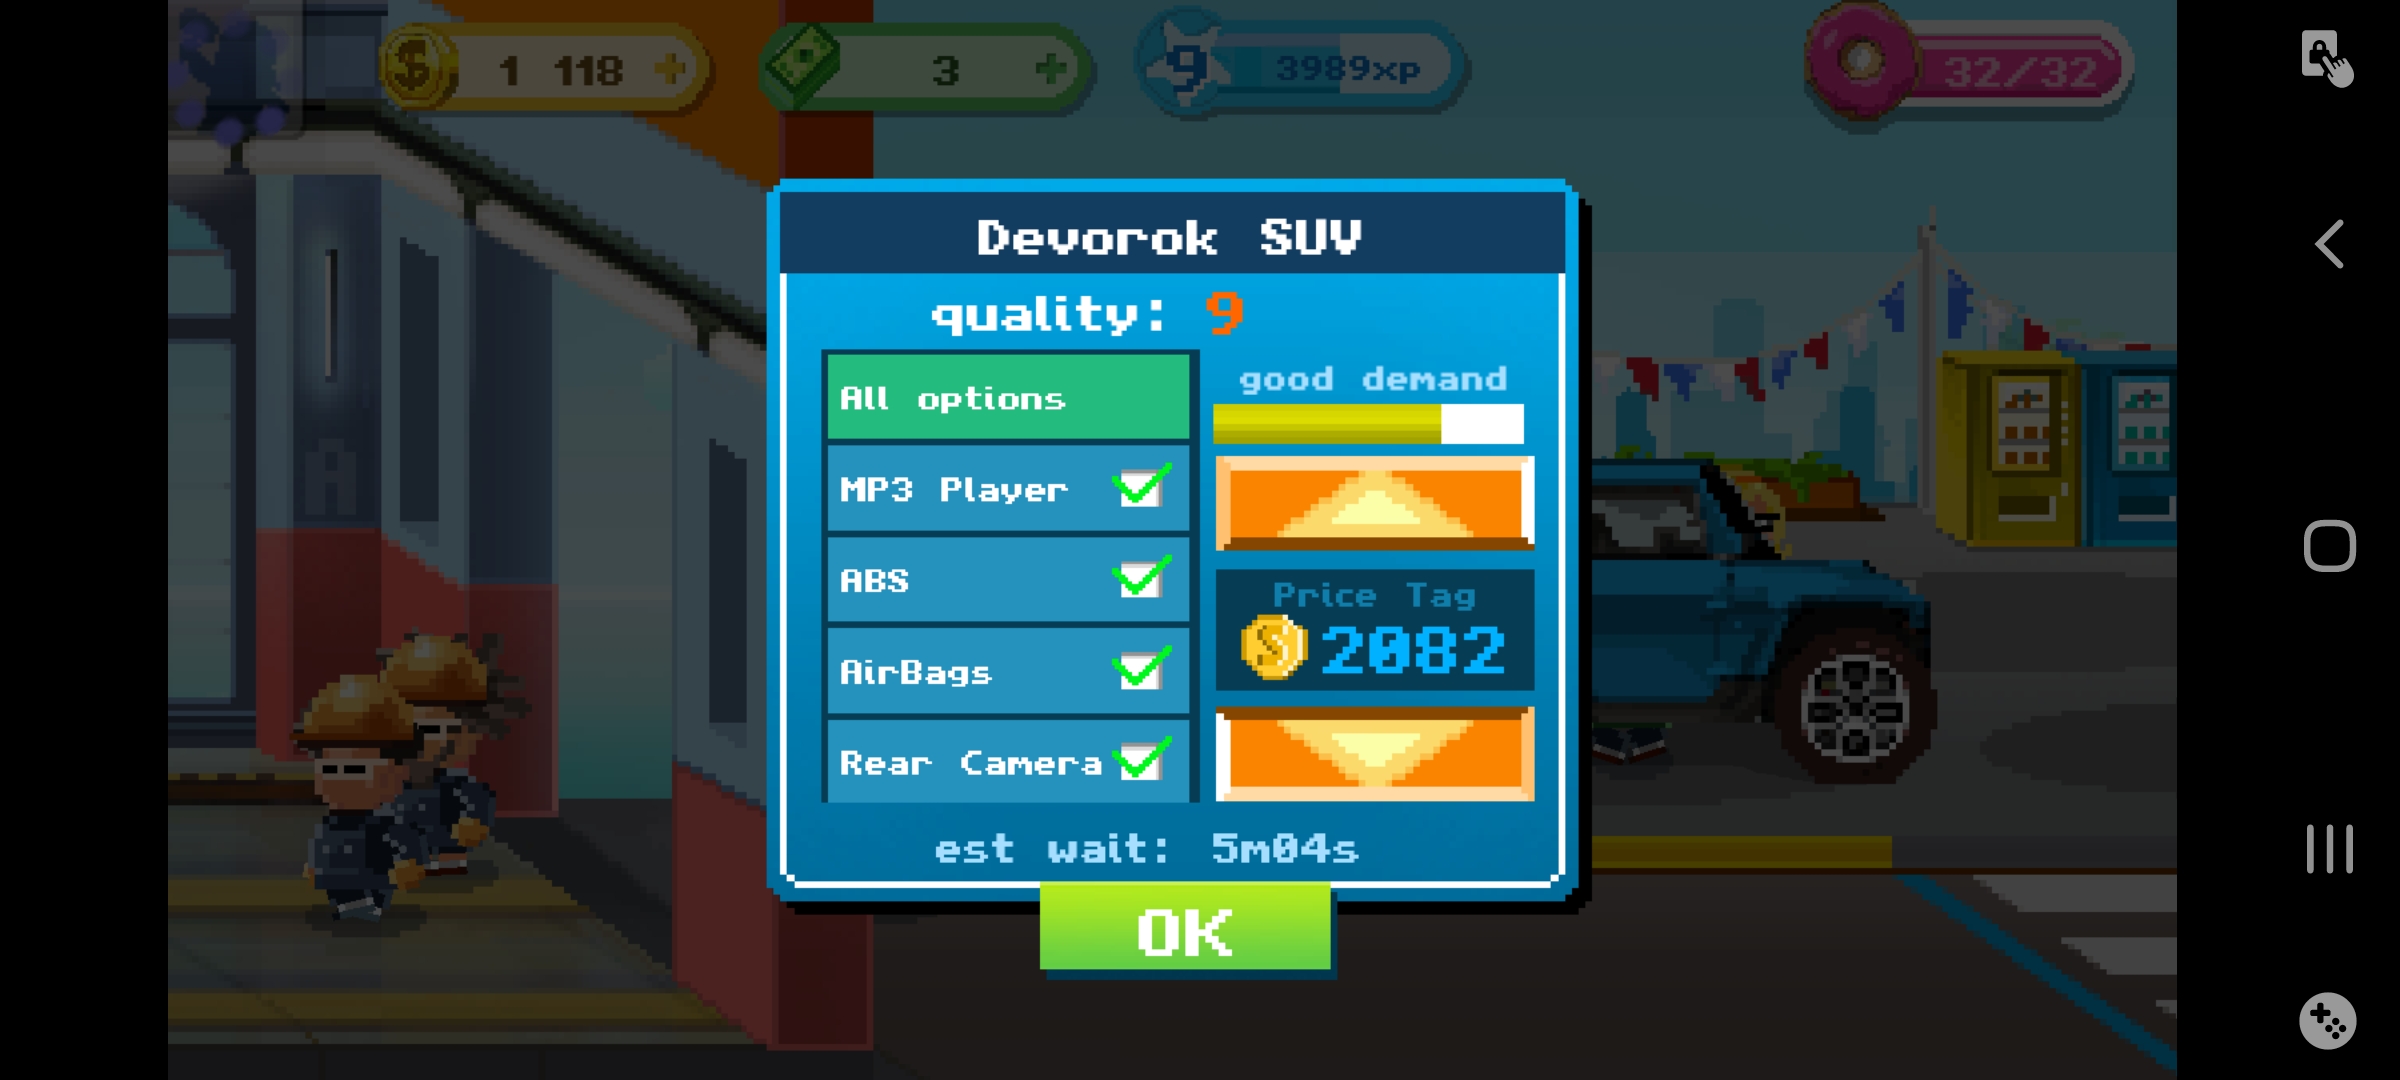 1 118 +
3 +
9 3989xp
32/32
Devorok SUV
quality: 9
All options
good demand
MP3 Player
ABS
Price Tag
2082
AirBags
Rear Camera
est wait: 5m04s
OK